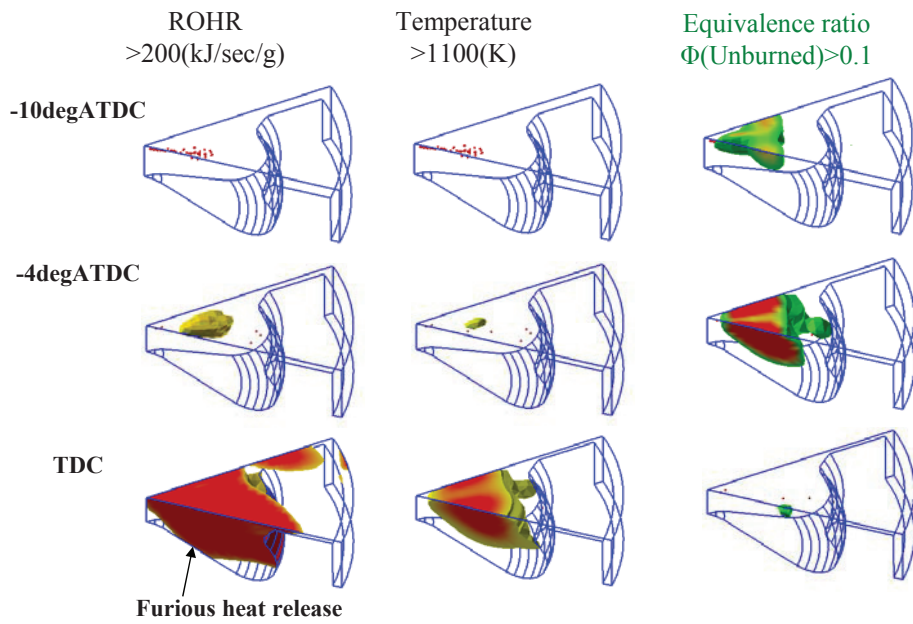 ROHR
>200(kJ/sec/g)
Temperature
>1100(K)
Equivalence ratio
Φ(Unburned)>0.1
-10degATDC
-4degATDC
TDC
Furious heat release